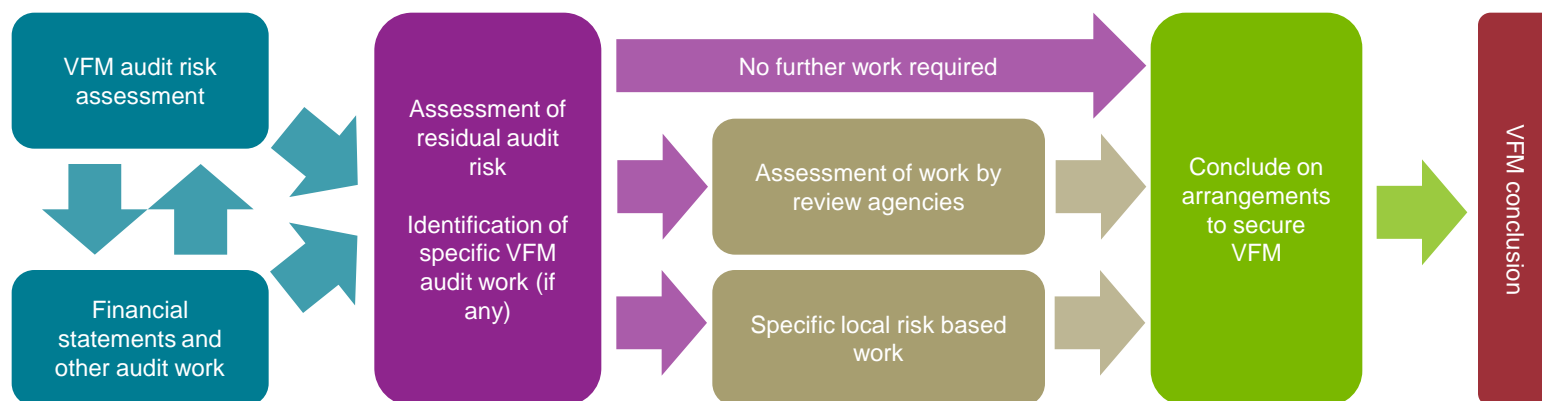 VFM audit risk
assessment
Financial
statements and
other audit work
Assessment of
residual audit
risk
Identification of
specific VFM
audit work (if
any)
No further work required
Assessment of work by
review agencies
Specific local risk based
work
Conclude on
arrangements
to secure
VFM
VFM conclusion